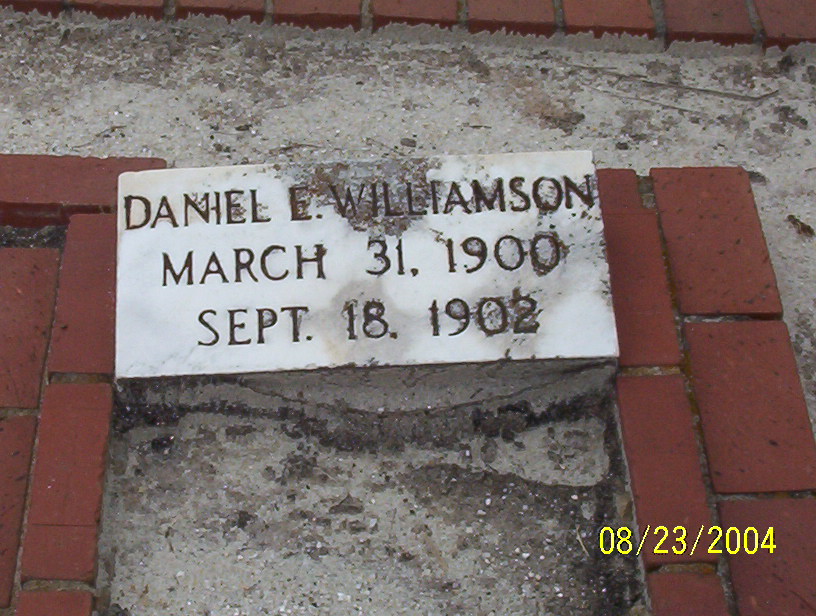 DANIEL E. WILLIAMSON
MARCH 31, 1900
SEPT. 18, 1902
08/23/2004